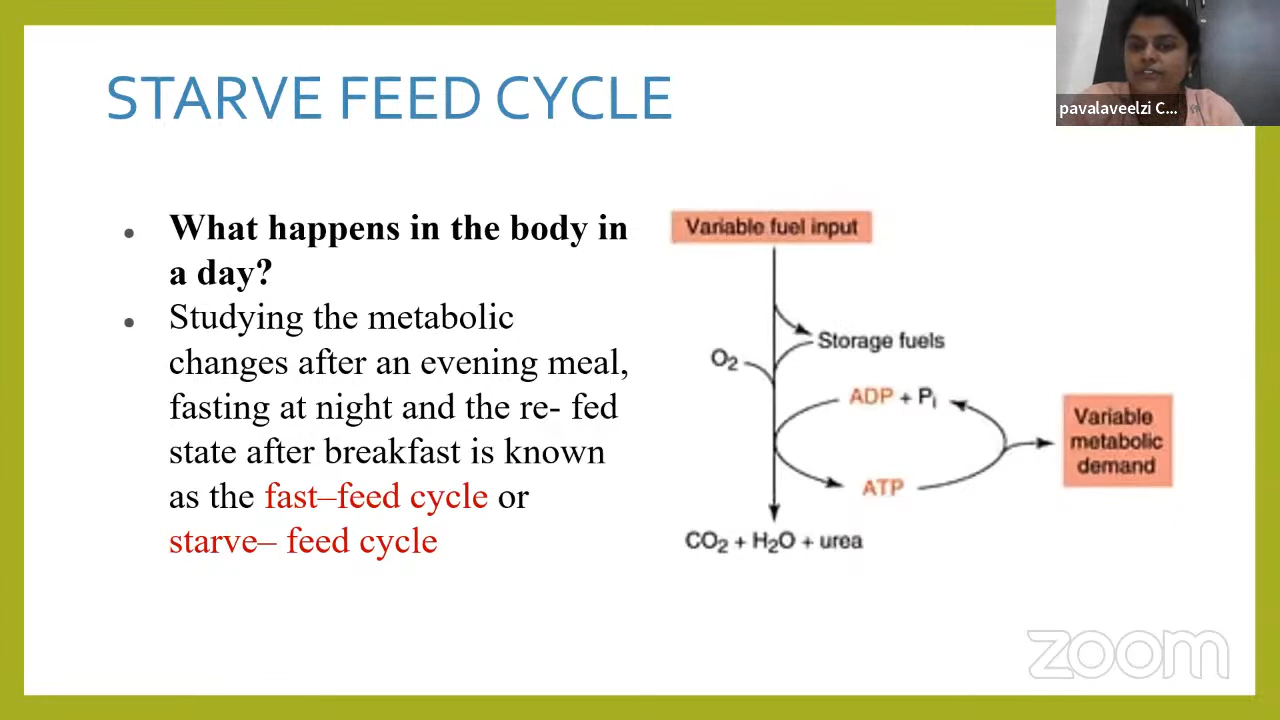 STARVE FEED CYCLE
pavalaveelzi C...
What happens in the body in
a day?
Studying the metabolic
changes after an evening meal,
fasting at night and the re- fed
state after breakfast is known
as the fast–feed cycle or
starve– feed cycle
Variable fuel input
Storage fuels
O2
ADP + Pi
Variable
metabolic
demand
ATP
CO2 + H2O + urea
zoom